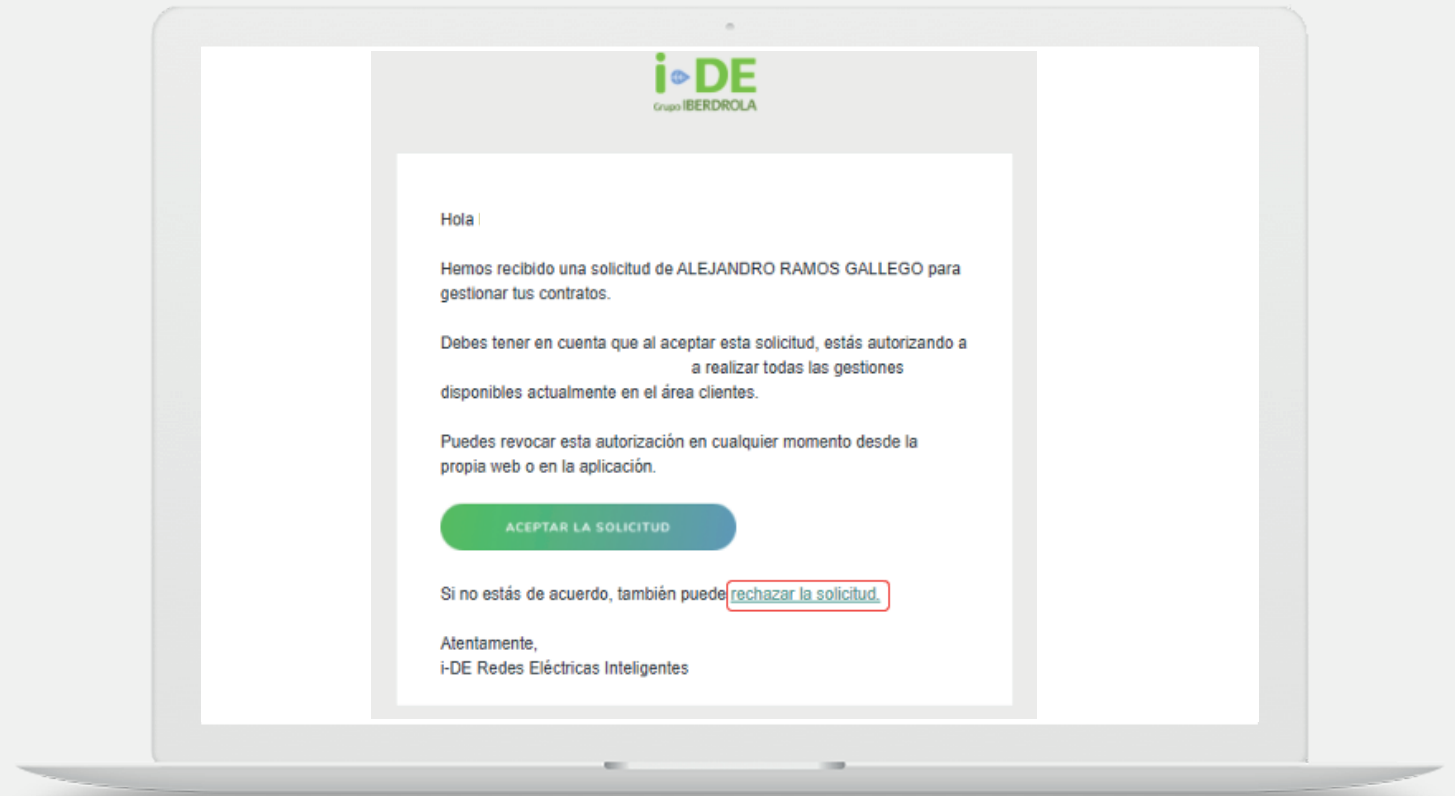 i-DE
Grupo IBERDROLA
Hola
Hemos recibido una solicitud de ALEJANDRO RAMOS GALLEGO para
gestionar tus contratos.
Debes tener en cuenta que al aceptar esta solicitud, estás autorizando a
a realizar todas las gestiones
disponibles actualmente en el área clientes.
Puedes revocar esta autorización en cualquier momento desde la
propia web o en la aplicación.
ACEPTAR LA SOLICITUD
Si no estás de acuerdo, también puede rechazar la solicitud.
Atentamente,
i-DE Redes Eléctricas Inteligentes